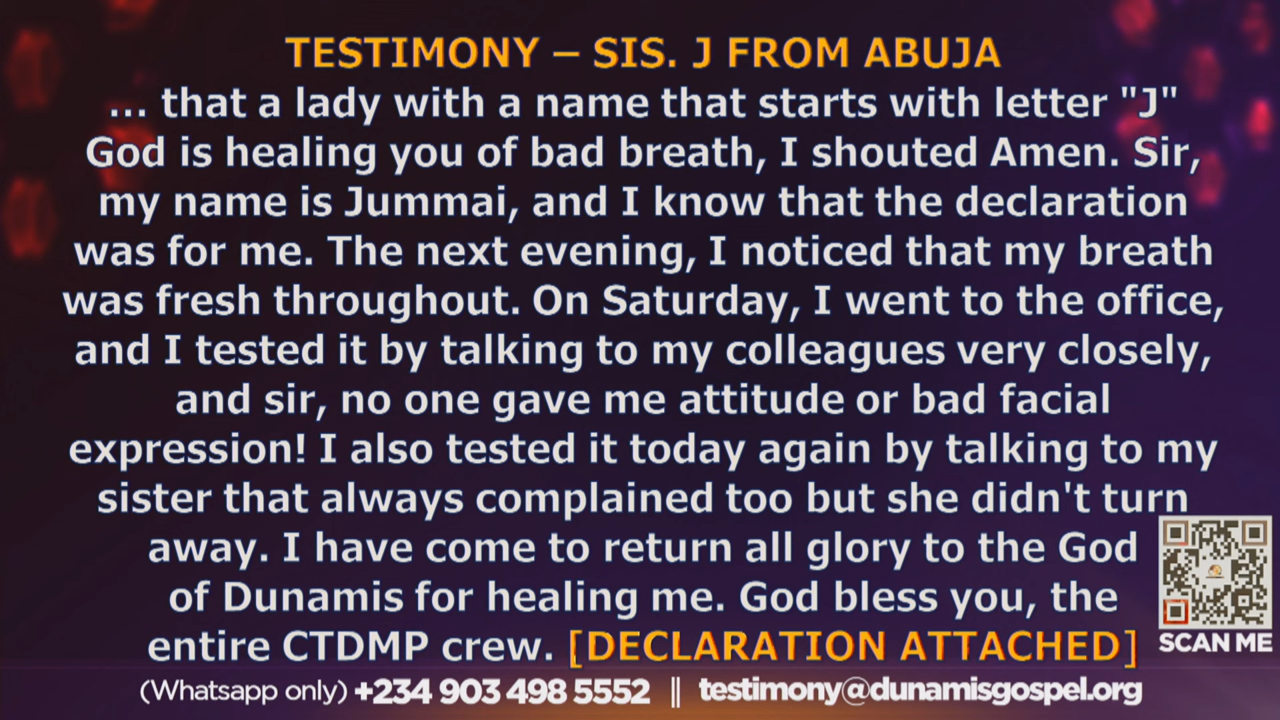 TESTIMONY – SIS. J FROM ABUJA
... that a lady with a name that starts with letter "J"
God is healing you of bad breath, I shouted Amen. Sir,
my name is Jummai, and I know that the declaration
was for me. The next evening, I noticed that my breath
was fresh throughout. On Saturday, I went to the office,
and I tested it by talking to my colleagues very closely,
and sir, no one gave me attitude or bad facial
expression! I also tested it today again by talking to my
sister that always complained too but she didn't turn
away. I have come to return all glory to the God
of Dunamis for healing me. God bless you, the
entire CTDMP crew. [DECLARATION ATTACHED]
SCAN ME
(Whatsapp only) +234 903 498 5552 || testimony@dunamisgospel.org